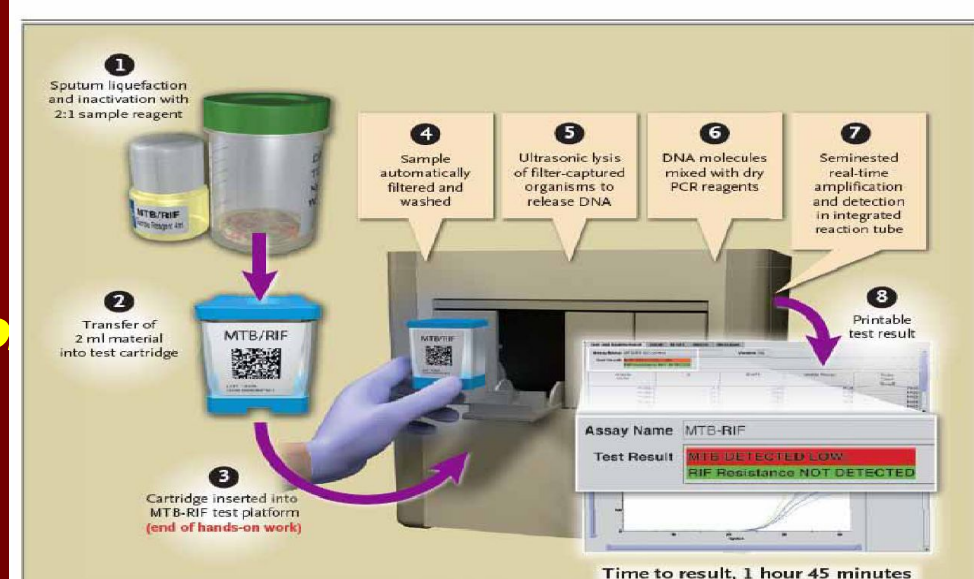 1
Sputum liquefaction
and inactivation with
2:1 sample reagent
MTB/RIF
Sample Reagent 4ml
2
Transfer of
2 ml material
into test cartridge
MTB/RIF
3
Cartridge inserted into
MTB-RIF test platform
(end of hands-on work)
4
Sample
automatically
filtered and
washed
5
Ultrasonic lysis
of filter-captured
organisms to
release DNA
6
DNA molecules
mixed with dry
PCR reagents
7
Seminested
real-time
amplification
and detection
in integrated
reaction tube
MTB/RIF
8
Printable
test result
Assay Name MTB-RIF
Test Result MTB DETECTED LOW;
RIF Resistance NOT DETECTED
Time to result, 1 hour 45 minutes